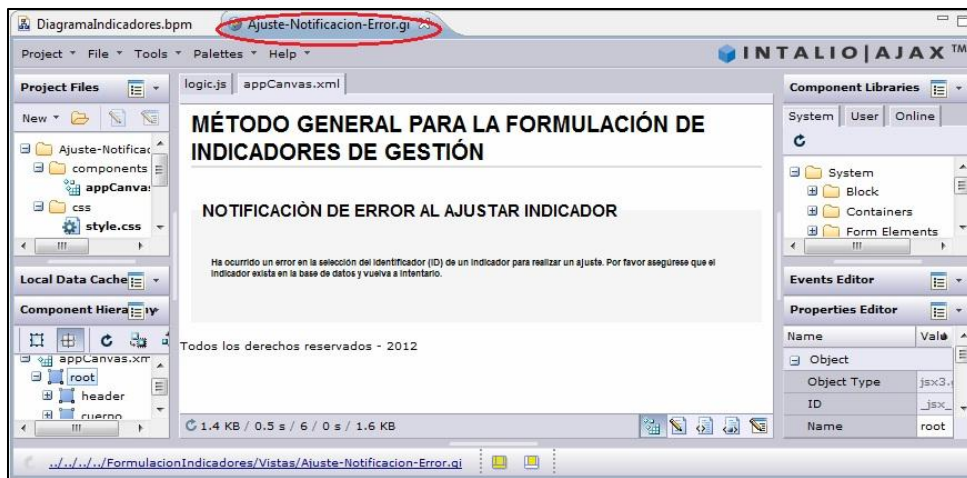 DiagramaIndicadores.bpm
Ajuste-Notificacion-Error.gi
Project File Tools Palettes Help
INTALIO|AJAX ™
Project Files
New
Ajuste-Notificac
components
appCanva
css
style.css
Local Data Cache
Component Hierarchy
appCanvas.xm
root
header
cuerpo
logic.js
appCanvas.xml
MÉTODO GENERAL PARA LA FORMULACIÓN DE
INDICADORES DE GESTIÓN
NOTIFICACIÒN DE ERROR AL AJUSTAR INDICADOR
Ha ocurrido un error en la selección del identificador (ID) de un indicador para realizar un ajuste. Por favor asegúrese que el
indicador exista en la base de datos y vuelva a intentarlo.
Todos los derechos reservados - 2012
1.4 KB / 0.5 s / 6 / 0 s / 1.6 KB
Component Libraries
System User Online
System
Block
Containers
Form Elements
Events Editor
Properties Editor
Name Valu
Object
Object Type jsx3.
ID _jsx_
Name root
../../../../FormulacionIndicadores/Vistas/Ajuste-Notificacion-Error.gi